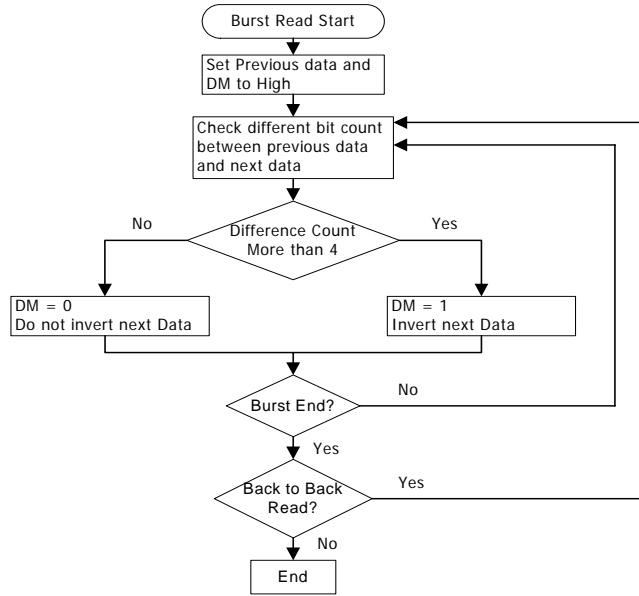 Burst Read Start
Set Previous data and
DM to High
Check different bit count
between previous data
and next data
No
Difference Count
More than 4
Yes
DM = 0
Do not invert next Data
DM = 1
Invert next Data
Burst End?
No
Yes
Back to Back
Read?
Yes
No
End